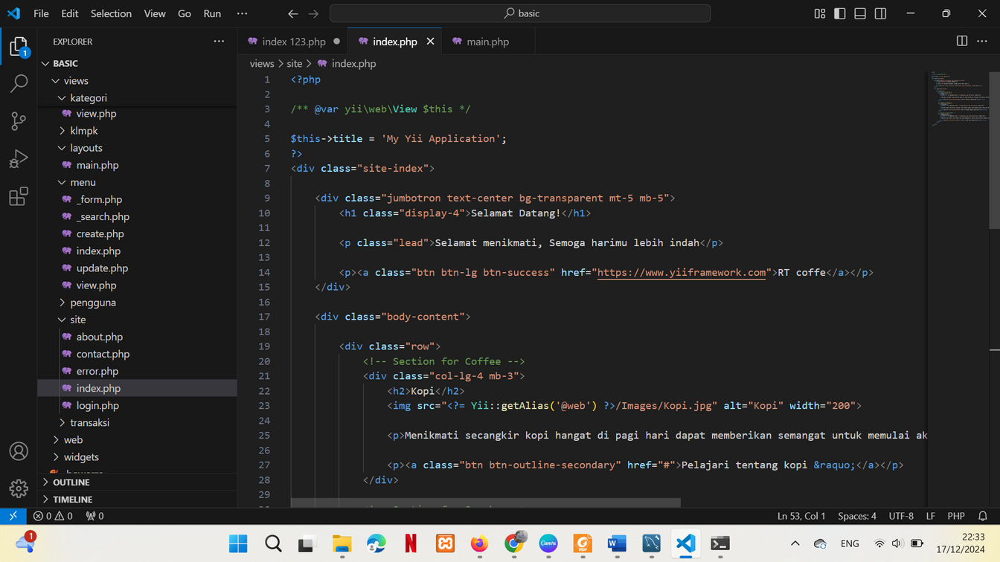 File Edit Selection View Go Run ···
basic
EXPLORER ···
index 123.php
index.php
main.php
BASIC
views
kategori
view.php
klmpk
layouts
main.php
menu
_form.php
_search.php
create.php
index.php
update.php
view.php
pengguna
site
about.php
contact.php
error.php
index.php
login.php
transaksi
web
widgets
OUTLINE
TIMELINE
views > site > index.php
1 <?php
2
3 /** @var yii\web\View $this */
4
5 $this->title = 'My Yii Application';
6 ?>
7 <div class="site-index">
8
9 <div class="jumbotron text-center bg-transparent mt-5 mb-5">
10 <h1 class="display-4">Selamat Datang!</h1>
11
12 <p class="lead">Selamat menikmati, Semoga harimu lebih indah</p>
13
14 <p><a class="btn btn-lg btn-success" href="https://www.yiiframework.com">RT coffe</a></p>
15 </div>
16
17 <div class="body-content">
18
19 <div class="row">
20 <!-- Section for Coffee -->
21 <div class="col-lg-4 mb-3">
22 <h2>Kopi</h2>
23 <img src="<?= Yii::getAlias('@web') ?>/Images/Kopi.jpg" alt="Kopi" width="200">
24
25 <p>Menikmati secangkir kopi hangat di pagi hari dapat memberikan semangat untuk memulai ak
26
27 <p><a class="btn btn-outline-secondary" href="#">Pelajari tentang kopi &raquo;</a></p>
28 </div>
29
0 0 0
Ln 53, Col 1 Spaces: 4 UTF-8 LF PHP
1
1
Canva
ENG
22:33
17/12/2024